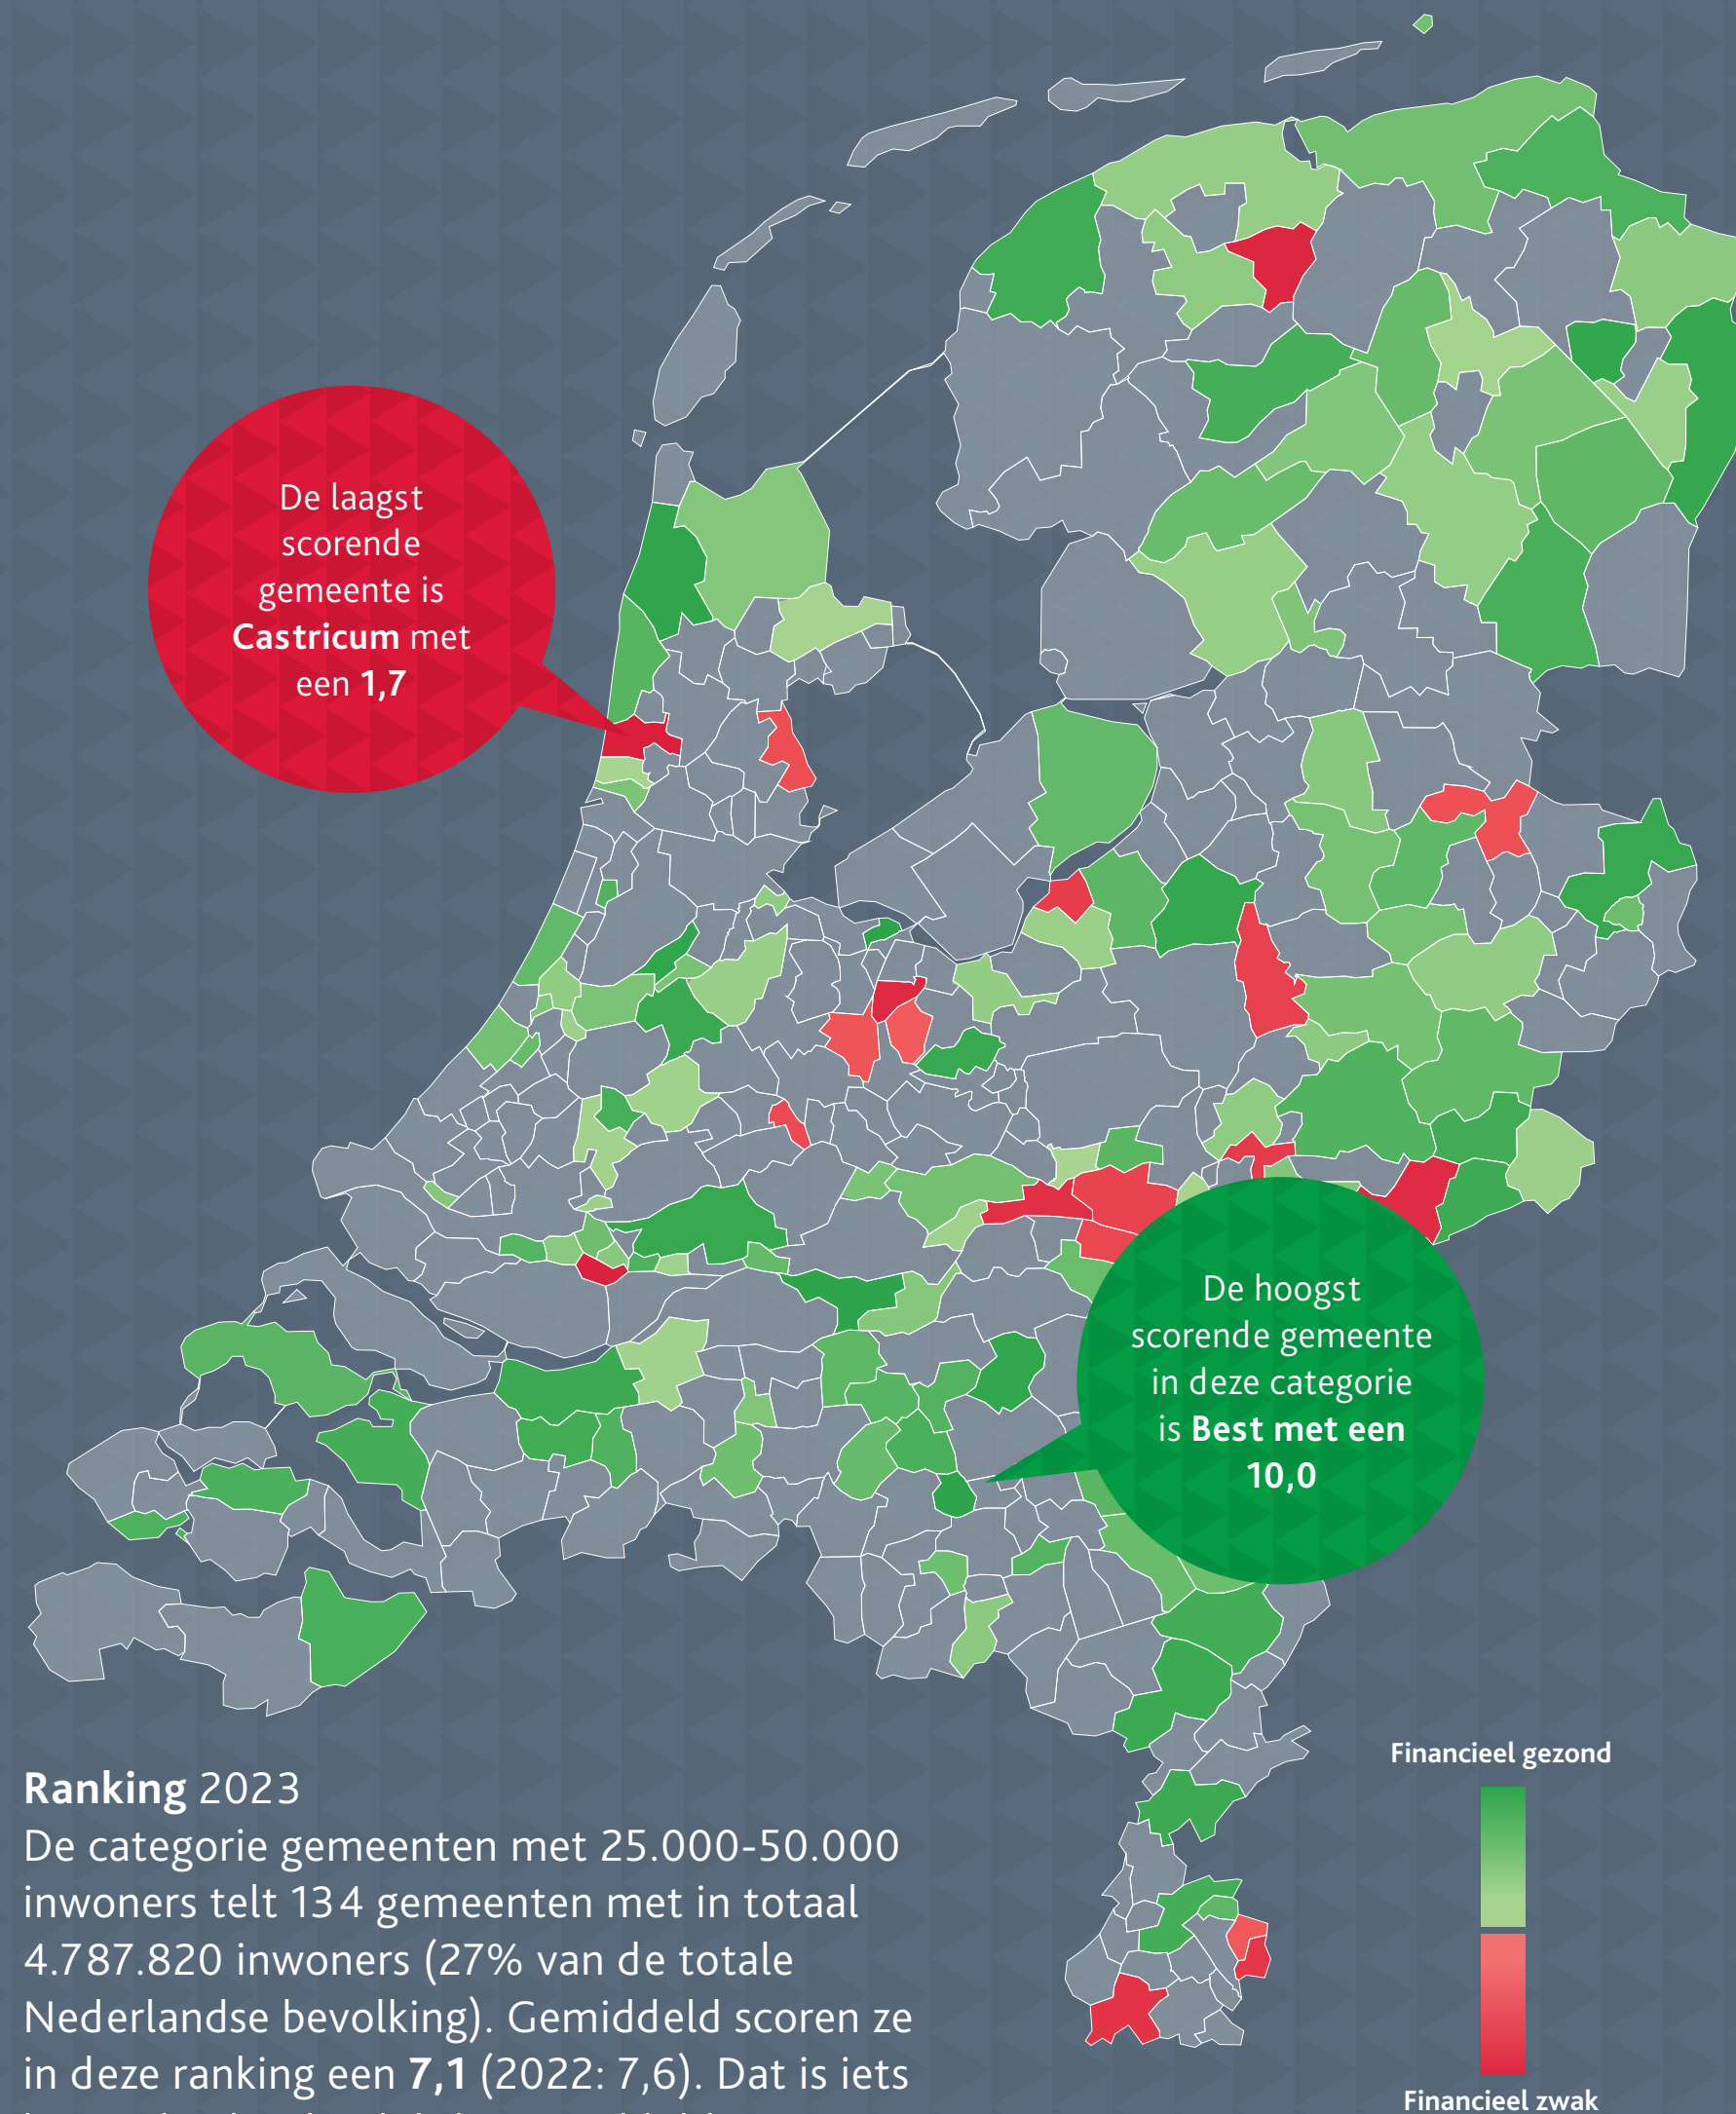 De laagst
scorende
gemeente is
Castricum met
een 1,7
De hoogst
scorende gemeente
in deze categorie
is Best met een
10,0
Ranking 2023
De categorie gemeenten met 25.000-50.000
inwoners telt 134 gemeenten met in totaal
4.787.820 inwoners (27% van de totale
Nederlandse bevolking). Gemiddeld scoren ze
in deze ranking een 7,1 (2022: 7,6). Dat is iets
Financieel gezond
Financieel zwak